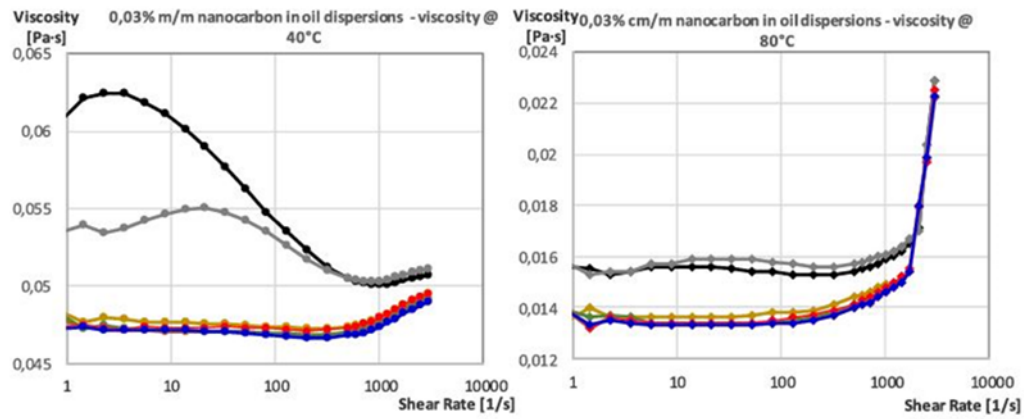 Viscosity
[Pa·s]
0,03% m/m nanocarbon in oil dispersions - viscosity @
40°C
0,065
0,06
0,055
0,05
0,045
1
10
100
1000
10000
Shear Rate [1/s]
Viscosity
[Pa·s]
0,03% cm/m nanocarbon in oil dispersions - viscosity @
80°C
0,024
0,022
0,02
0,018
0,016
0,014
0,012
1
10
100
1000
10000
Shear Rate [1/s]